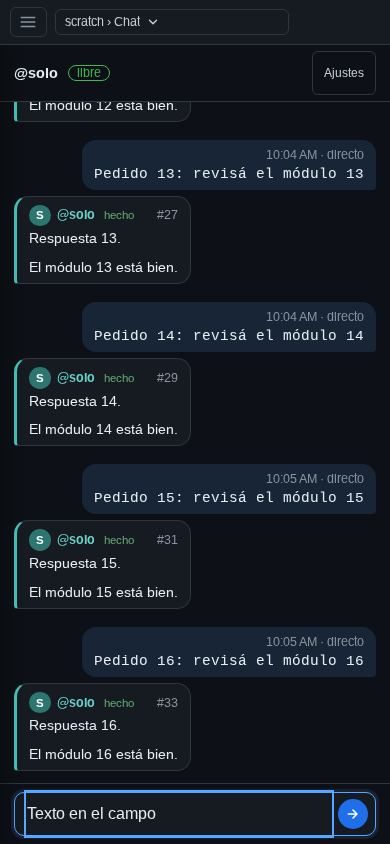 scratch › Chat
@solo libre Ajustes
El módulo 12 está bien.
10:04 AM · directo
Pedido 13: revisá el módulo 13
S @solo hecho #27
Respuesta 13.
El módulo 13 está bien.
10:04 AM · directo
Pedido 14: revisá el módulo 14
S @solo hecho #29
Respuesta 14.
El módulo 14 está bien.
10:05 AM · directo
Pedido 15: revisá el módulo 15
S @solo hecho #31
Respuesta 15.
El módulo 15 está bien.
10:05 AM · directo
Pedido 16: revisá el módulo 16
S @solo hecho #33
Respuesta 16.
El módulo 16 está bien.
Texto en el campo